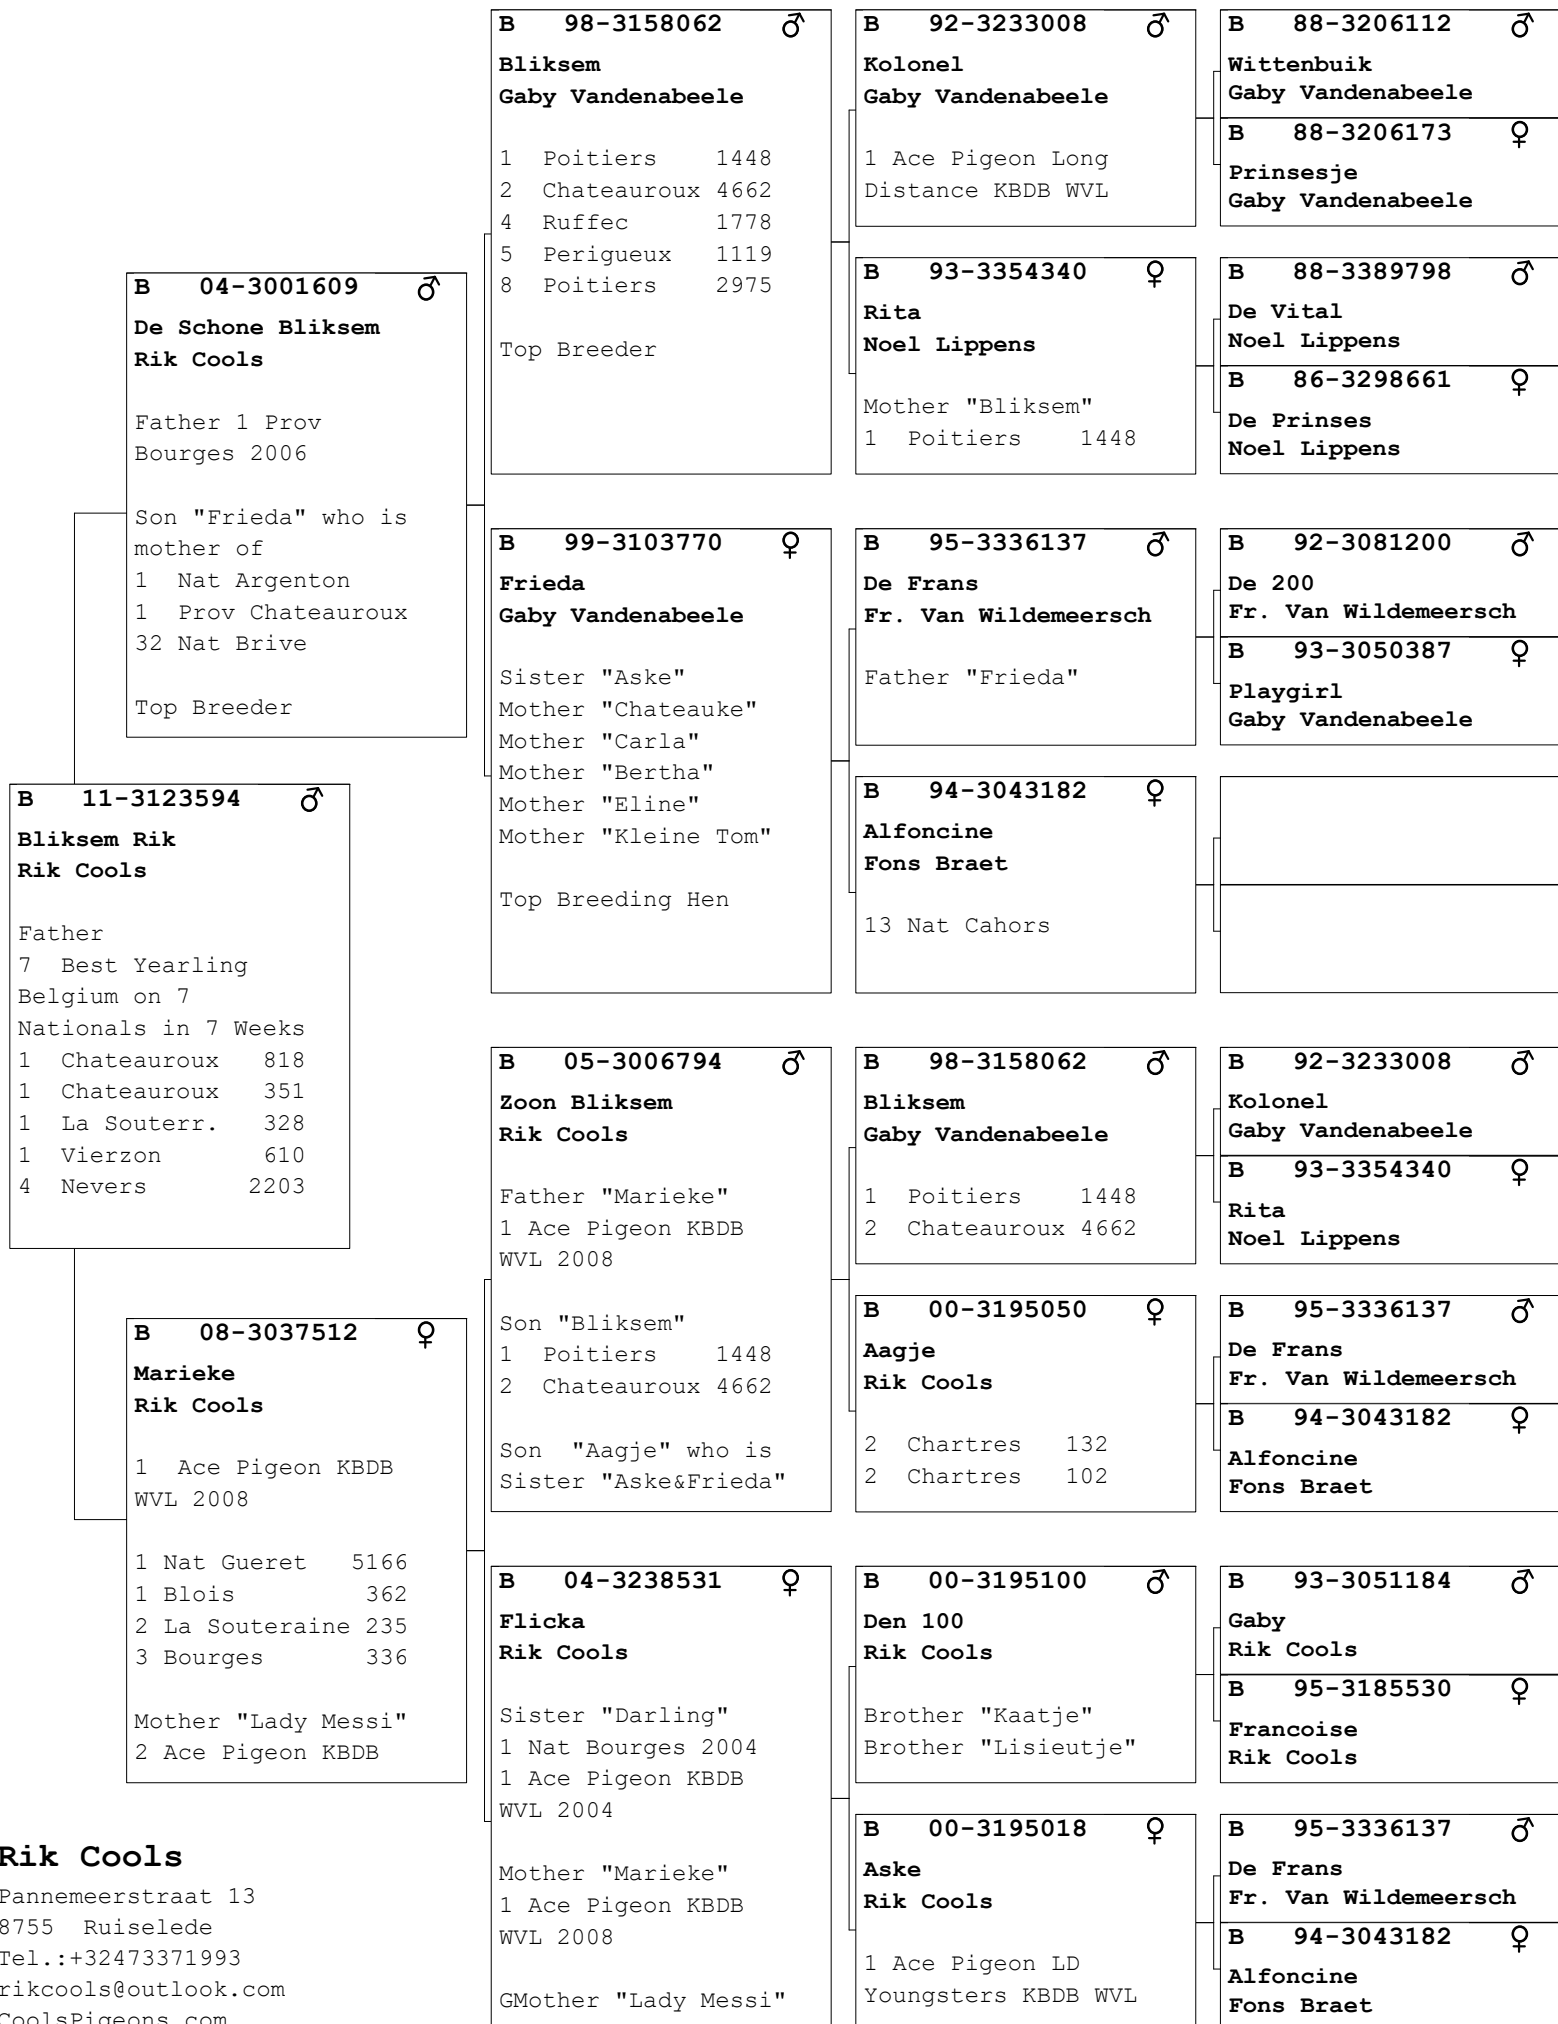 B 11-3123594 ♂
Bliksem Rik
Rik Cools
Father
7 Best Yearling
Belgium on 7
Nationals in 7 Weeks
1 Chateauroux 818
1 Chateauroux 351
1 La Souterr. 328
1 Vierzon 610
4 Nevers 2203
B 04-3001609 ♂
De Schone Bliksem
Rik Cools
Father 1 Prov
Bourges 2006
Son "Frieda" who is
mother of
1 Nat Argenton
1 Prov Chateauroux
32 Nat Brive
Top Breeder
B 08-3037512 ♀
Marieke
Rik Cools
1 Ace Pigeon KBDB
WVL 2008
1 Nat Gueret 5166
1 Blois 362
2 La Souteraine 235
3 Bourges 336
Mother "Lady Messi"
2 Ace Pigeon KBDB
B 98-3158062 ♂
Bliksem
Gaby Vandenabeele
1 Poitiers 1448
2 Chateauroux 4662
4 Ruffec 1778
5 Perigueux 1119
8 Poitiers 2975
Top Breeder
B 99-3103770 ♀
Frieda
Gaby Vandenabeele
Sister "Aske"
Mother "Chateauke"
Mother "Carla"
Mother "Bertha"
Mother "Eline"
Mother "Kleine Tom"
Top Breeding Hen
B 05-3006794 ♂
Zoon Bliksem
Rik Cools
Father "Marieke"
1 Ace Pigeon KBDB
WVL 2008
Son "Bliksem"
1 Poitiers 1448
2 Chateauroux 4662
Son "Aagje" who is
Sister "Aske&Frieda"
B 04-3238531 ♀
Flicka
Rik Cools
Sister "Darling"
1 Nat Bourges 2004
1 Ace Pigeon KBDB
WVL 2004
Mother "Marieke"
1 Ace Pigeon KBDB
WVL 2008
GMother "Lady Messi"
B 92-3233008 ♂
Kolonel
Gaby Vandenabeele
1 Ace Pigeon Long
Distance KBDB WVL
B 93-3354340 ♀
Rita
Noel Lippens
Mother "Bliksem"
1 Poitiers 1448
B 95-3336137 ♂
De Frans
Fr. Van Wildemeersch
Father "Frieda"
B 94-3043182 ♀
Alfoncine
Fons Braet
13 Nat Cahors
B 98-3158062 ♂
Bliksem
Gaby Vandenabeele
1 Poitiers 1448
2 Chateauroux 4662
B 00-3195050 ♀
Aagje
Rik Cools
2 Chartres 132
2 Chartres 102
B 00-3195100 ♂
Den 100
Rik Cools
Brother "Kaatje"
Brother "Lisieutje"
B 00-3195018 ♀
Aske
Rik Cools
1 Ace Pigeon LD
Youngsters KBDB WVL
B 88-3206112 ♂
Wittenbuik
Gaby Vandenabeele
B 88-3206173 ♀
Prinsesje
Gaby Vandenabeele
B 88-3389798 ♂
De Vital
Noel Lippens
B 86-3298661 ♀
De Prinses
Noel Lippens
B 92-3081200 ♂
De 200
Fr. Van Wildemeersch
B 93-3050387 ♀
Playgirl
Gaby Vandenabeele
B 92-3233008 ♂
Kolonel
Gaby Vandenabeele
B 93-3354340 ♀
Rita
Noel Lippens
B 95-3336137 ♂
De Frans
Fr. Van Wildemeersch
B 94-3043182 ♀
Alfoncine
Fons Braet
B 93-3051184 ♂
Gaby
Rik Cools
B 95-3185530 ♀
Francoise
Rik Cools
B 95-3336137 ♂
De Frans
Fr. Van Wildemeersch
B 94-3043182 ♀
Alfoncine
Fons Braet
Rik Cools
Pannemeerstraat 13
8755 Ruiselede
Tel.:+32473371993
rikcools@outlook.com
CoolsPigeons.com